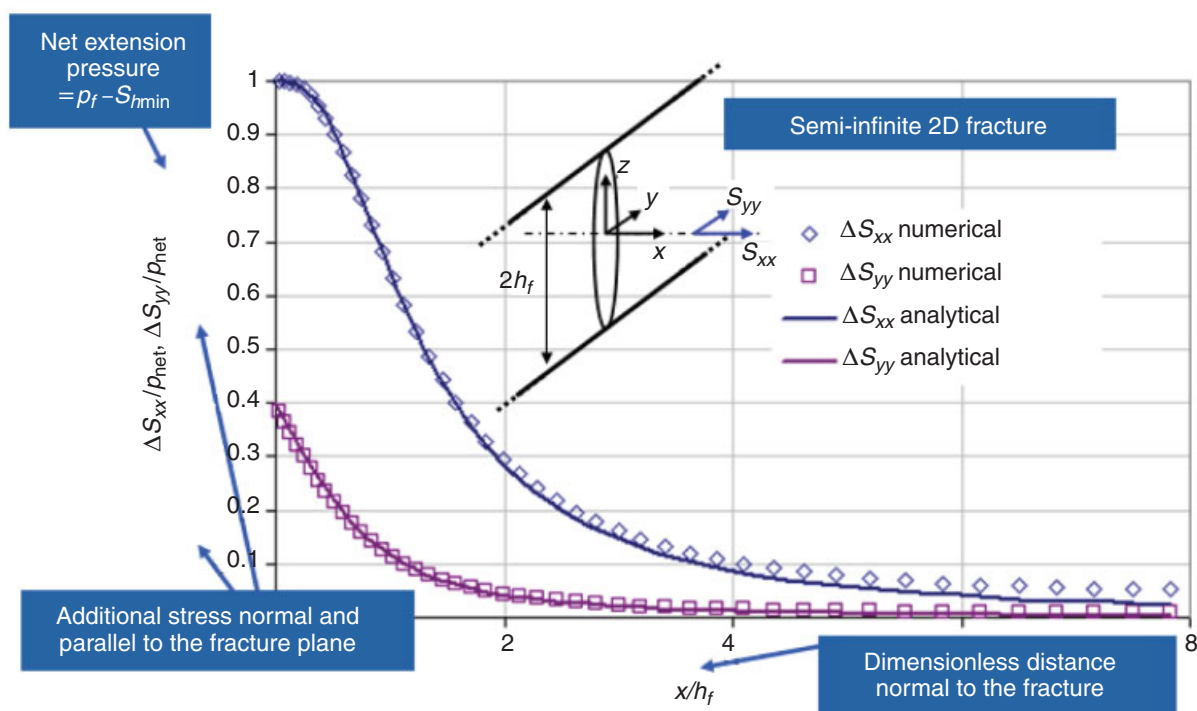 Net extension
pressure
=p_f – S_hmin
1
0.9
0.8
0.7
0.6
0.5
0.4
0.3
0.2
0.1
ΔS_xx/p_net, ΔS_yy/p_net
Semi-infinite 2D fracture
z
y
x
S_yy
S_xx
2h_f
ΔS_xx numerical
ΔS_yy numerical
ΔS_xx analytical
ΔS_yy analytical
Additional stress normal and
parallel to the fracture plane
2
4
8
x/h_f
Dimensionless distance
normal to the fracture